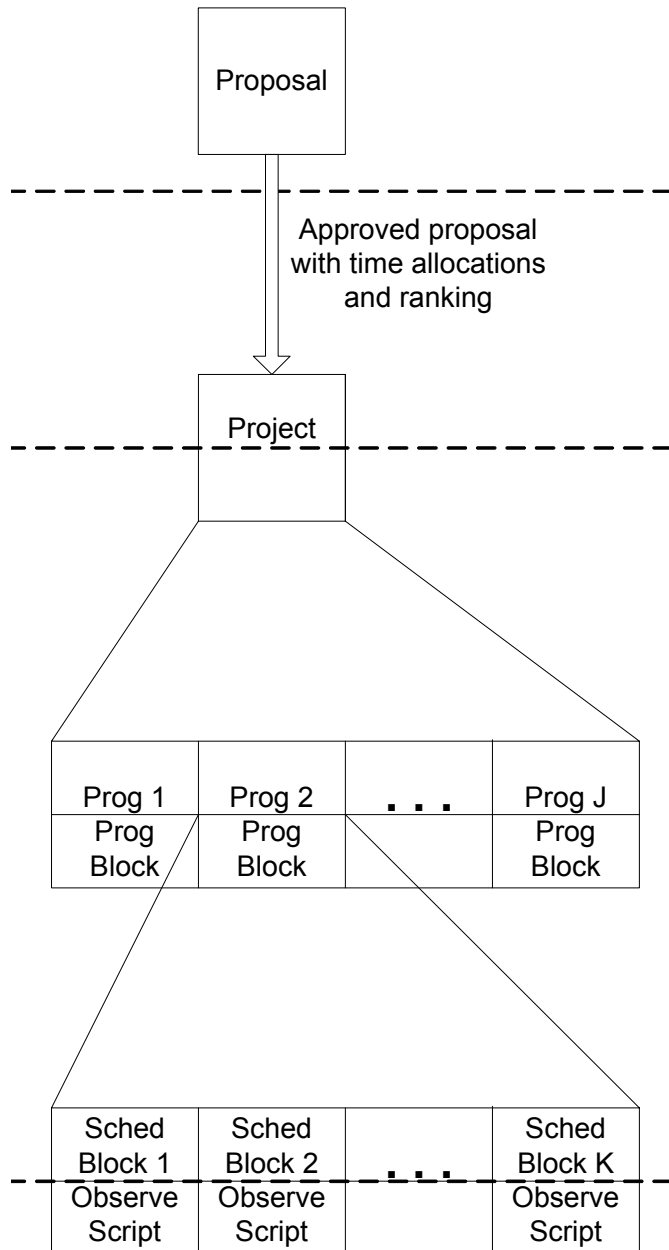 Proposal
Approved proposal
with time allocations
and ranking
Project
Prog 1 Prog 2 . . . Prog J
Prog Prog Prog
Block Block Block
Sched Sched Sched
Block 1 Block 2 . . . Block K
Observe Observe Observe
Script Script Script